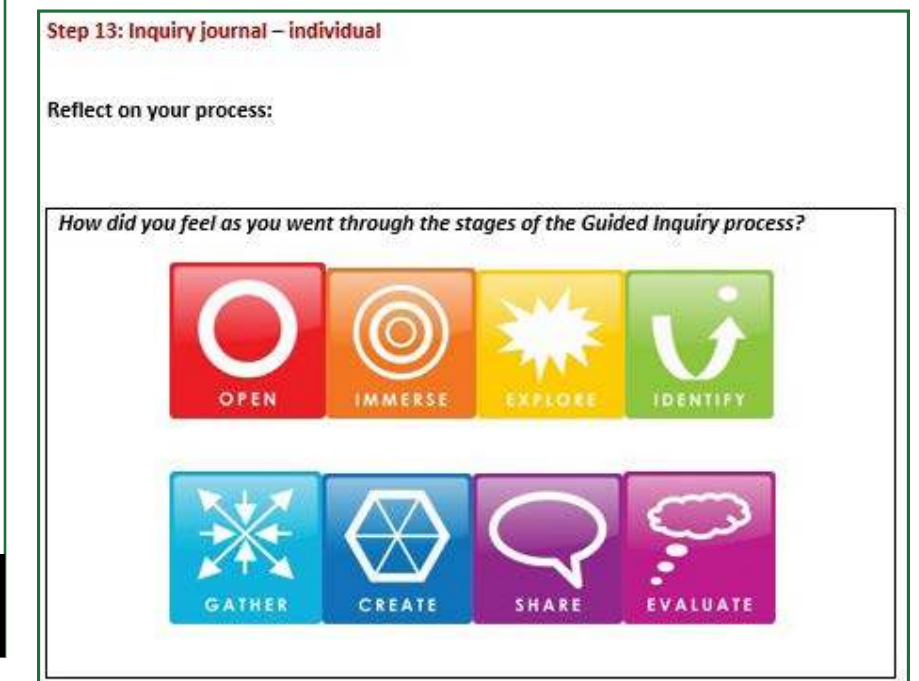 Step 13: Inquiry journal – individual
Reflect on your process:
How did you feel as you went through the stages of the Guided Inquiry process?
OPEN IMMERSE EXPLORE IDENTIFY
GATHER CREATE SHARE EVALUATE